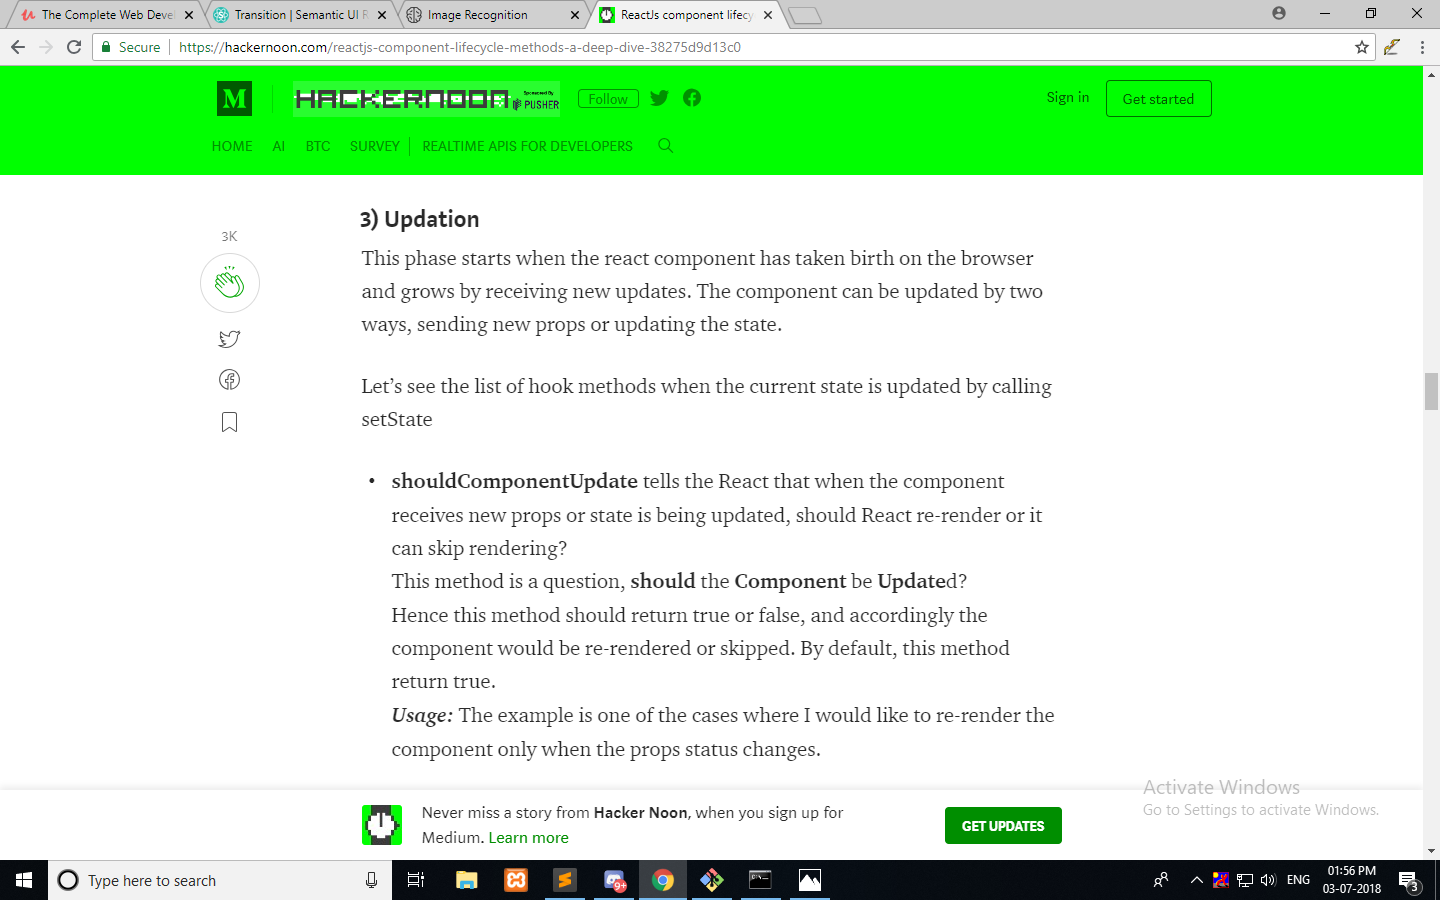 The Complete Web Devel
Transition | Semantic UI R
Image Recognition
ReactJs component lifecy
Secure
https://hackernoon.com/reactjs-component-lifecycle-methods-a-deep-dive-38275d9d13c0
M
HACKERNOON
Sponsored By
PUSHER
Follow
Sign in
Get started
HOME AI BTC SURVEY REALTIME APIS FOR DEVELOPERS
3) Updation
3K
This phase starts when the react component has taken birth on the browser
and grows by receiving new updates. The component can be updated by two
ways, sending new props or updating the state.
Let’s see the list of hook methods when the current state is updated by calling
setState
• shouldComponentUpdate tells the React that when the component
receives new props or state is being updated, should React re-render or it
can skip rendering?
This method is a question, should the Component be Updated?
Hence this method should return true or false, and accordingly the
component would be re-rendered or skipped. By default, this method
return true.
Usage: The example is one of the cases where I would like to re-render the
component only when the props status changes.
Activate Windows
Go to Settings to activate Windows.
Never miss a story from Hacker Noon, when you sign up for
Medium. Learn more
GET UPDATES
Type here to search
9+
ENG
01:56 PM
03-07-2018
3